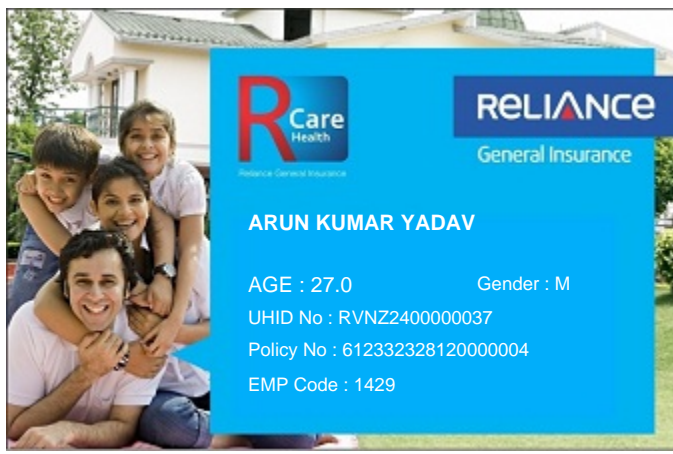 R Care
Health
Reliance General Insurance
RELIANCE
General Insurance
ARUN KUMAR YADAV
AGE : 27.0 Gender : M
UHID No : RVNZ2400000037
Policy No : 612332328120000004
EMP Code : 1429